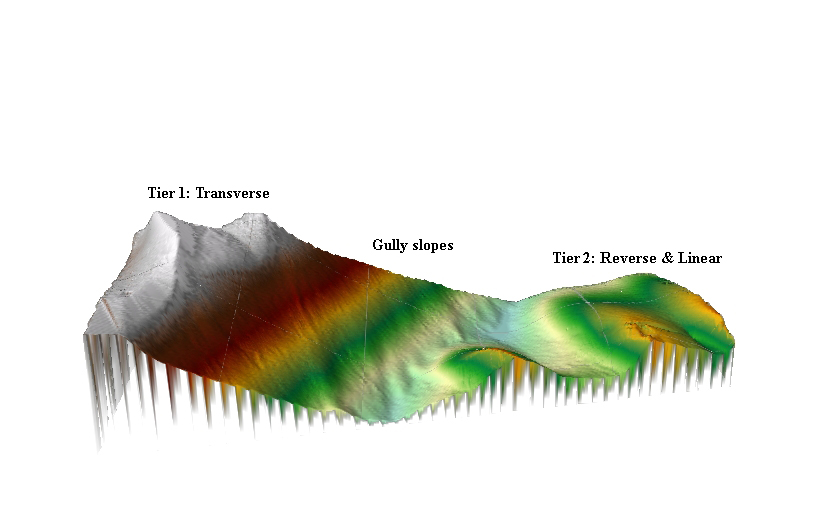 Tier 1: Transverse
Gully slopes
Tier 2: Reverse & Linear